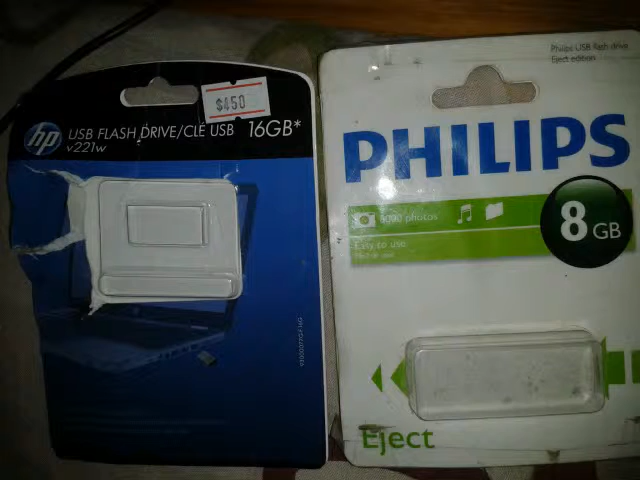 $450
hp
USB FLASH DRIVE/CLÉ USB 16GB*
v221w
Philips USB flash drive
Eject edition
PHILIPS
8 GB
photos
Easy to use
Eject